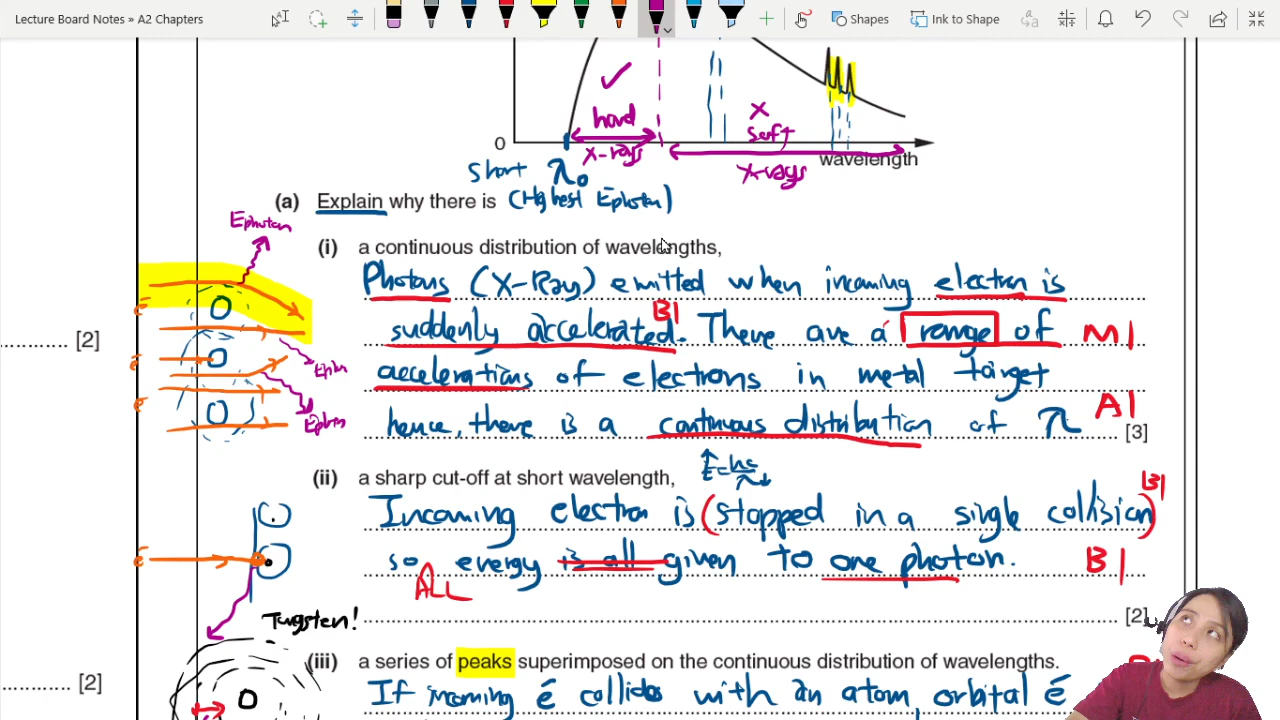 Lecture Board Notes » A2 Chapters
Shapes
Ink to Shape
hard
x-rays
x
soft
x-rays
0
wavelength
short λ₀
(a) Explain why there is (Highest Ephoton)
Ephoton
(i) a continuous distribution of wavelengths,
Photons (X-Ray) emitted when incoming electron is
B1
suddenly accelerated. There are a range of M1
accelerations of electrons in metal target
A1
hence, there is a continuous distribution of λ [3]
[2]
(ii) a sharp cut-off at short wavelength,
E = hc/λ
B1
Incoming electron is (stopped in a single collision)
so energy is all given to one photon. B1
ALL
[2]
Tungsten!
(iii) a series of peaks superimposed on the continuous distribution of wavelengths.
If incoming e̅ collides with an atom, orbital e̅
[2]